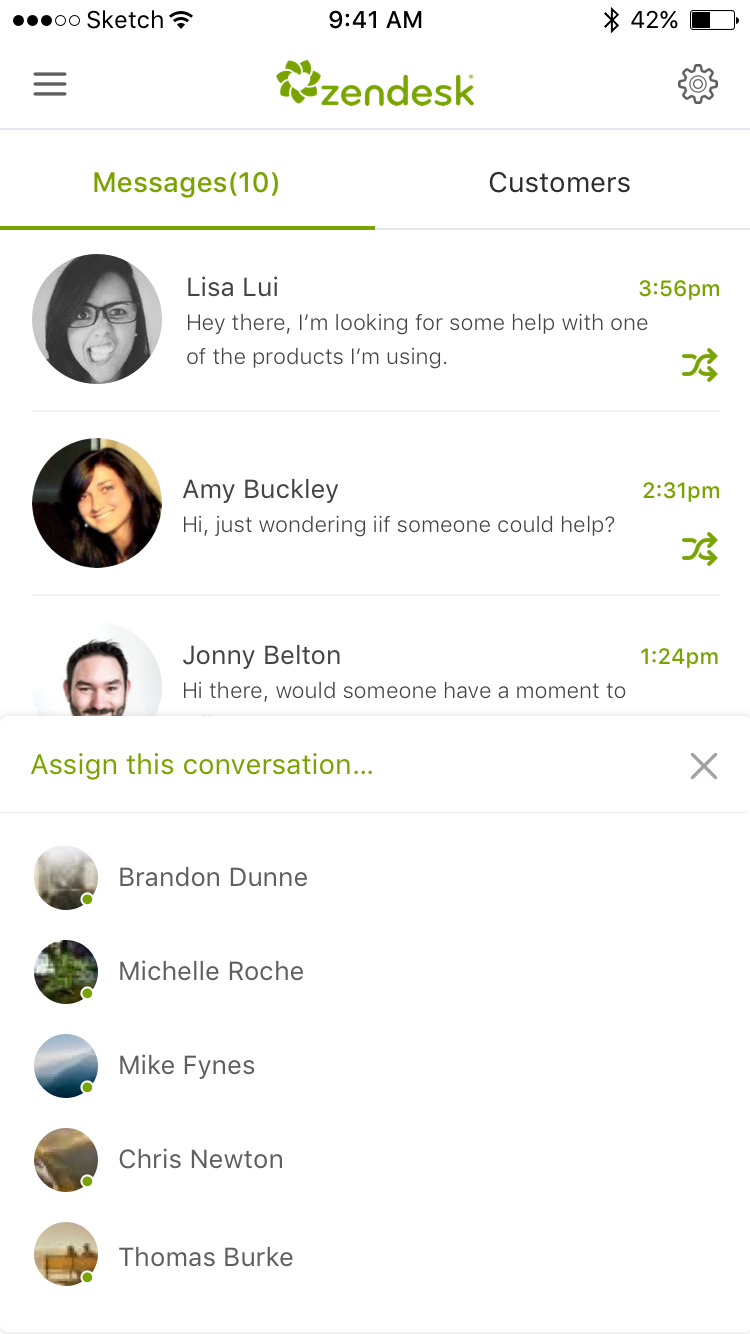 Sketch 9:41 AM 42%
zendesk
Messages(10) Customers
Lisa Lui 3:56pm
Hey there, I’m looking for some help with one
of the products I’m using.
Amy Buckley 2:31pm
Hi, just wondering iif someone could help?
Jonny Belton 1:24pm
Hi there, would someone have a moment to
Assign this conversation...
Brandon Dunne
Michelle Roche
Mike Fynes
Chris Newton
Thomas Burke